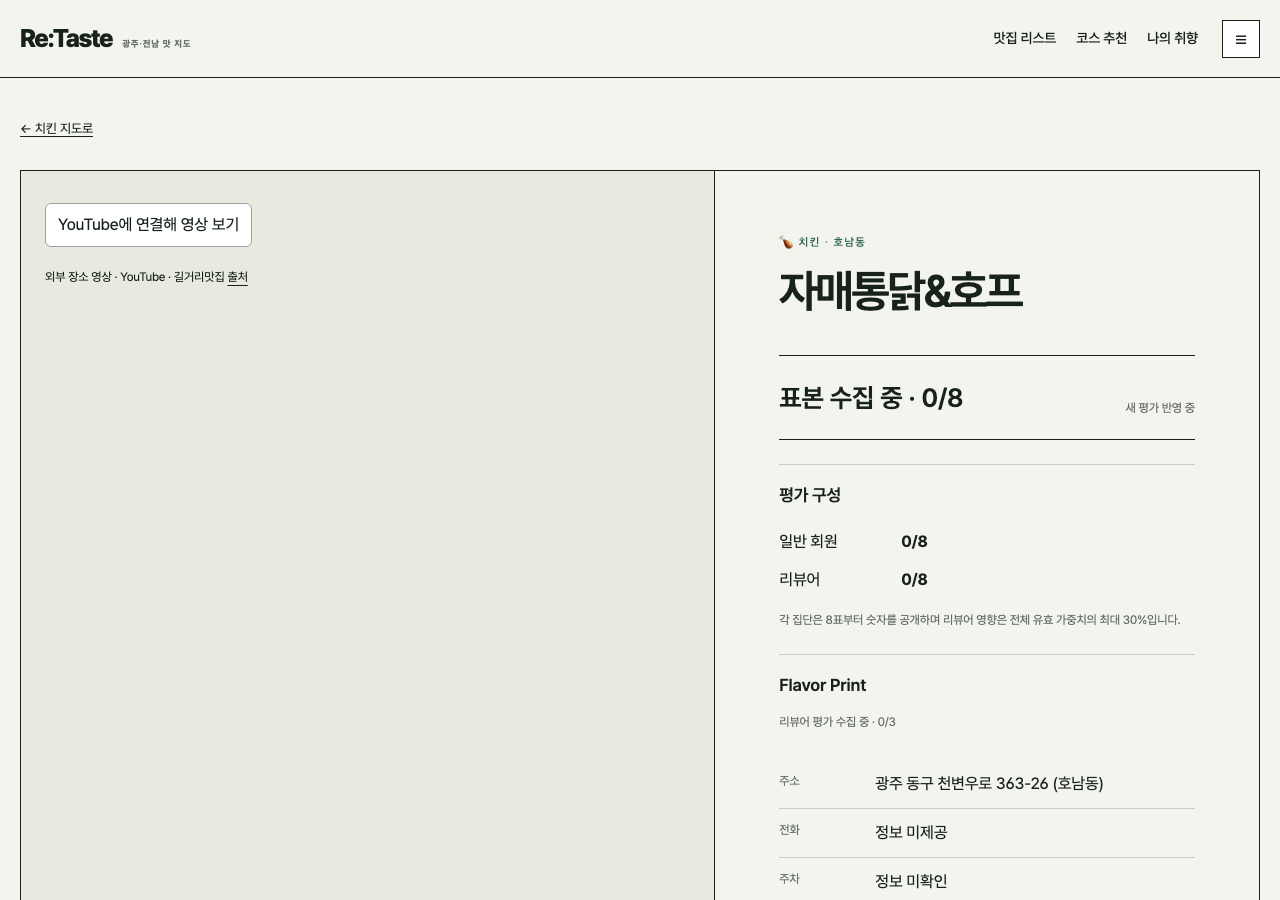 Re:Taste 광주·전남 맛 지도
맛집 리스트 코스 추천 나의 취향 ≡
← 치킨 지도로
YouTube에 연결해 영상 보기
외부 장소 영상 · YouTube · 길거리맛집 출처
🍗 치킨 · 호남동
자매통닭&호프
표본 수집 중 · 0/8
새 평가 반영 중
평가 구성
일반 회원 0/8
리뷰어 0/8
각 집단은 8표부터 숫자를 공개하며 리뷰어 영향은 전체 유효 가중치의 최대 30%입니다.
Flavor Print
리뷰어 평가 수집 중 · 0/3
주소 광주 동구 천변우로 363-26 (호남동)
전화 정보 미제공
주차 정보 미확인